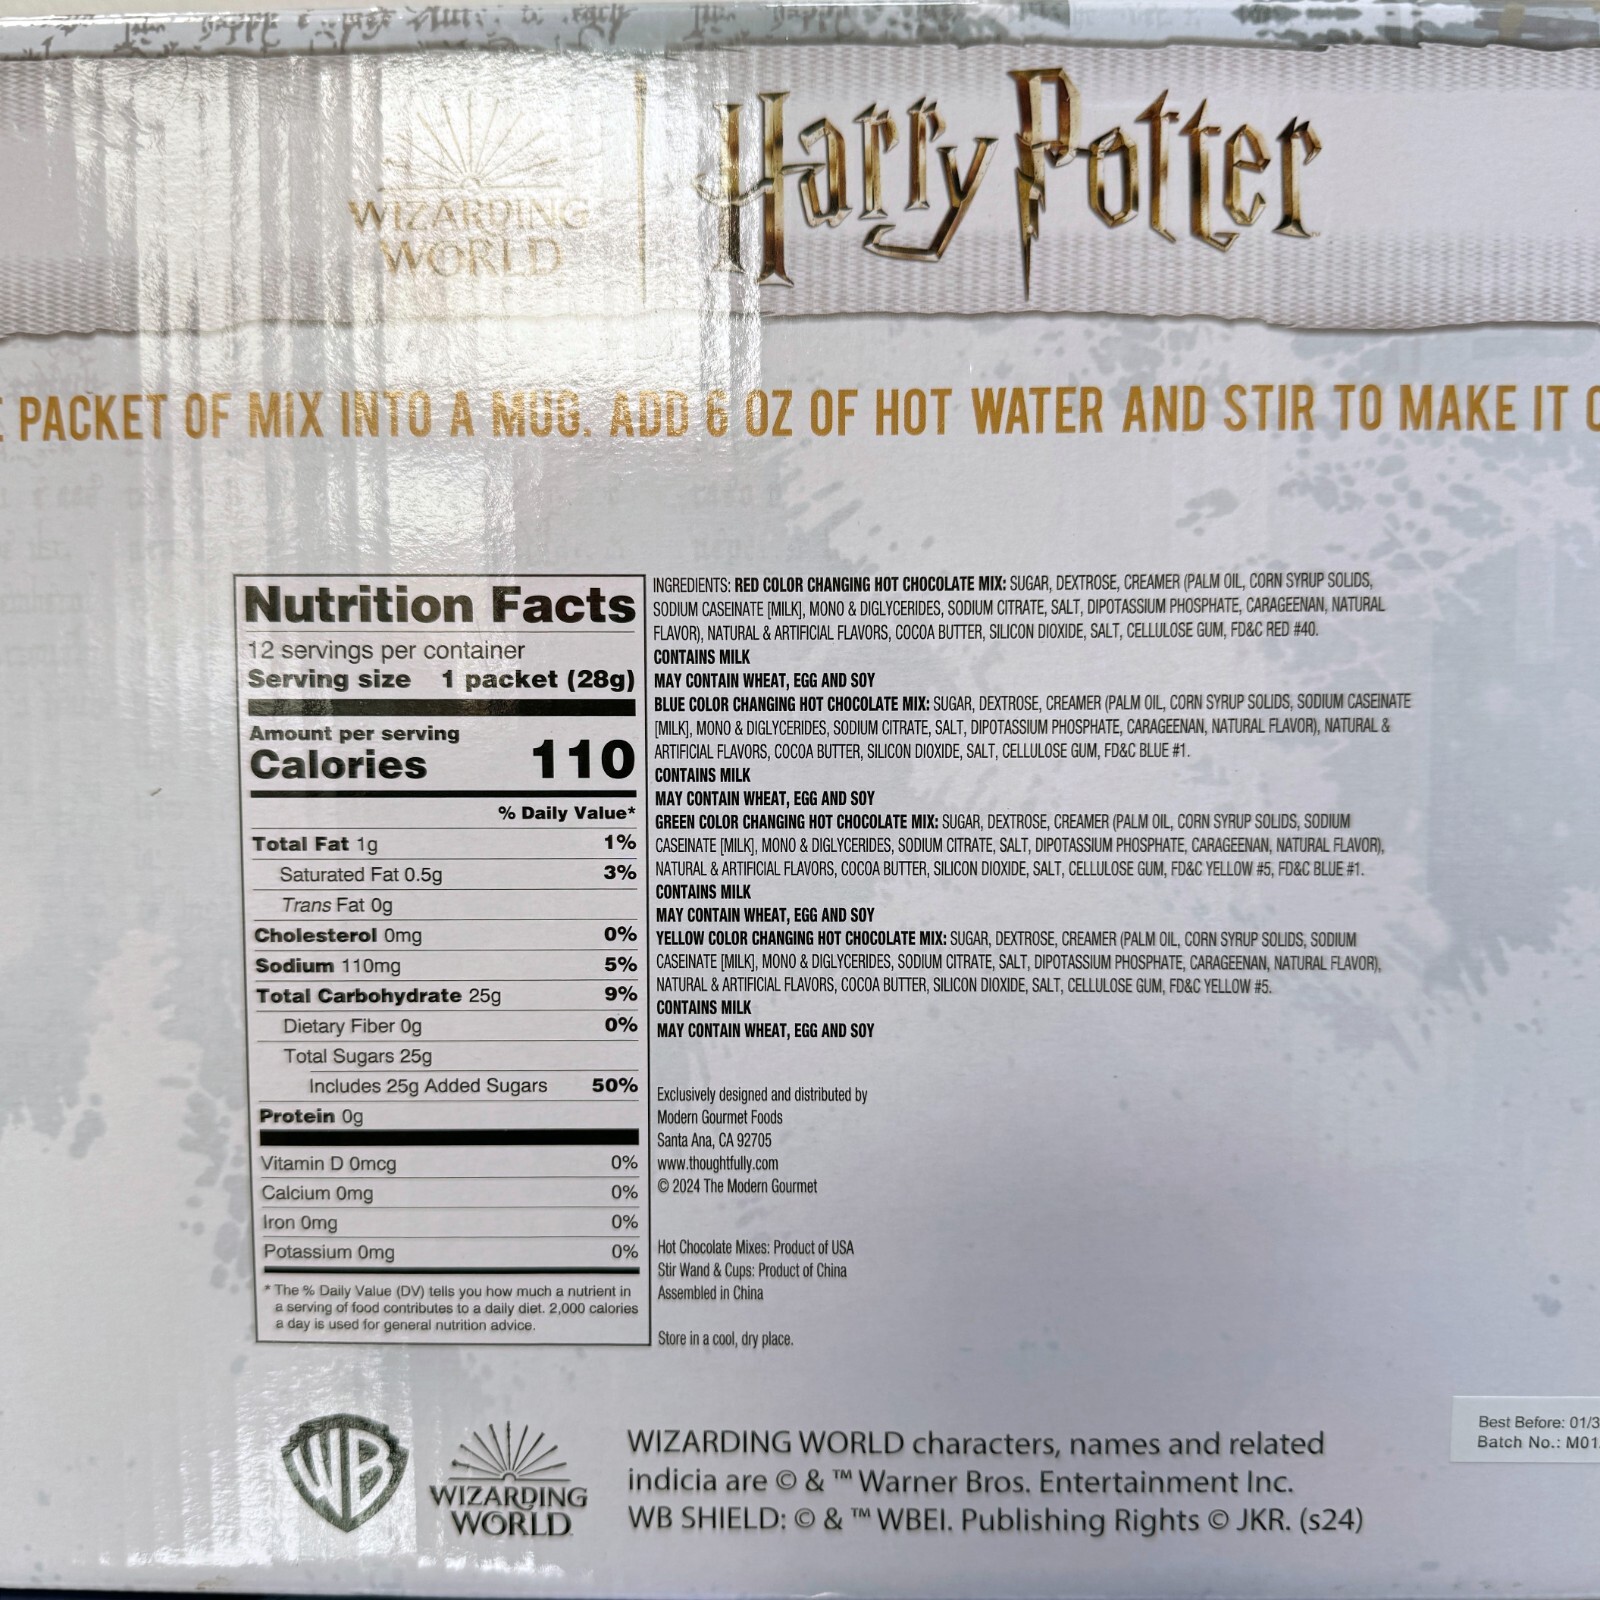 WIZARDING
WORLD
Harry Potter
PACKET OF MIX INTO A MUG. ADD 6 OZ OF HOT WATER AND STIR TO MAKE IT
Nutrition Facts
12 servings per container
Serving size 1 packet (28g)
Amount per serving
Calories 110
% Daily Value*
Total Fat 1g 1%
Saturated Fat 0.5g 3%
Trans Fat 0g
Cholesterol 0mg 0%
Sodium 110mg 5%
Total Carbohydrate 25g 9%
Dietary Fiber 0g 0%
Total Sugars 25g
Includes 25g Added Sugars 50%
Protein 0g
Vitamin D 0mcg 0%
Calcium 0mg 0%
Iron 0mg 0%
Potassium 0mg 0%
* The % Daily Value (DV) tells you how much a nutrient in
a serving of food contributes to a daily diet. 2,000 calories
a day is used for general nutrition advice.
INGREDIENTS: RED COLOR CHANGING HOT CHOCOLATE MIX: SUGAR, DEXTROSE, CREAMER (PALM OIL, CORN SYRUP SOLIDS,
SODIUM CASEINATE [MILK], MONO & DIGLYCERIDES, SODIUM CITRATE, SALT, DIPOTASSIUM PHOSPHATE, CARAGEENAN, NATURAL
FLAVOR), NATURAL & ARTIFICIAL FLAVORS, COCOA BUTTER, SILICON DIOXIDE, SALT, CELLULOSE GUM, FD&C RED #40.
CONTAINS MILK
MAY CONTAIN WHEAT, EGG AND SOY
BLUE COLOR CHANGING HOT CHOCOLATE MIX: SUGAR, DEXTROSE, CREAMER (PALM OIL, CORN SYRUP SOLIDS, SODIUM CASEINATE
[MILK], MONO & DIGLYCERIDES, SODIUM CITRATE, SALT, DIPOTASSIUM PHOSPHATE, CARAGEENAN, NATURAL FLAVOR), NATURAL &
ARTIFICIAL FLAVORS, COCOA BUTTER, SILICON DIOXIDE, SALT, CELLULOSE GUM, FD&C BLUE #1.
CONTAINS MILK
MAY CONTAIN WHEAT, EGG AND SOY
GREEN COLOR CHANGING HOT CHOCOLATE MIX: SUGAR, DEXTROSE, CREAMER (PALM OIL, CORN SYRUP SOLIDS, SODIUM
CASEINATE [MILK], MONO & DIGLYCERIDES, SODIUM CITRATE, SALT, DIPOTASSIUM PHOSPHATE, CARAGEENAN, NATURAL FLAVOR),
NATURAL & ARTIFICIAL FLAVORS, COCOA BUTTER, SILICON DIOXIDE, SALT, CELLULOSE GUM, FD&C YELLOW #5, FD&C BLUE #1.
CONTAINS MILK
MAY CONTAIN WHEAT, EGG AND SOY
YELLOW COLOR CHANGING HOT CHOCOLATE MIX: SUGAR, DEXTROSE, CREAMER (PALM OIL, CORN SYRUP SOLIDS, SODIUM
CASEINATE [MILK], MONO & DIGLYCERIDES, SODIUM CITRATE, SALT, DIPOTASSIUM PHOSPHATE, CARAGEENAN, NATURAL FLAVOR),
NATURAL & ARTIFICIAL FLAVORS, COCOA BUTTER, SILICON DIOXIDE, SALT, CELLULOSE GUM, FD&C YELLOW #5.
CONTAINS MILK
MAY CONTAIN WHEAT, EGG AND SOY
Exclusively designed and distributed by
Modern Gourmet Foods
Santa Ana, CA 92705
www.thoughtfully.com
© 2024 The Modern Gourmet
Hot Chocolate Mixes: Product of USA
Stir Wand & Cups: Product of China
Assembled in China
Store in a cool, dry place.
WB
WIZARDING
WORLD
WIZARDING WORLD characters, names and related
indicia are © & ™ Warner Bros. Entertainment Inc.
WB SHIELD: © & ™ WBEI. Publishing Rights © JKR. (s24)
Best Before: 01/3
Batch No.: M01